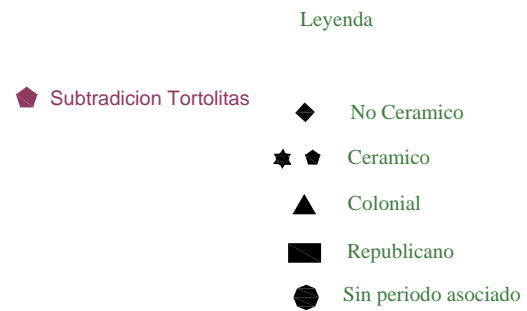 Leyenda
Subtradicion Tortolitas
No Ceramico
Ceramico
Colonial
Republicano
Sin periodo asociado